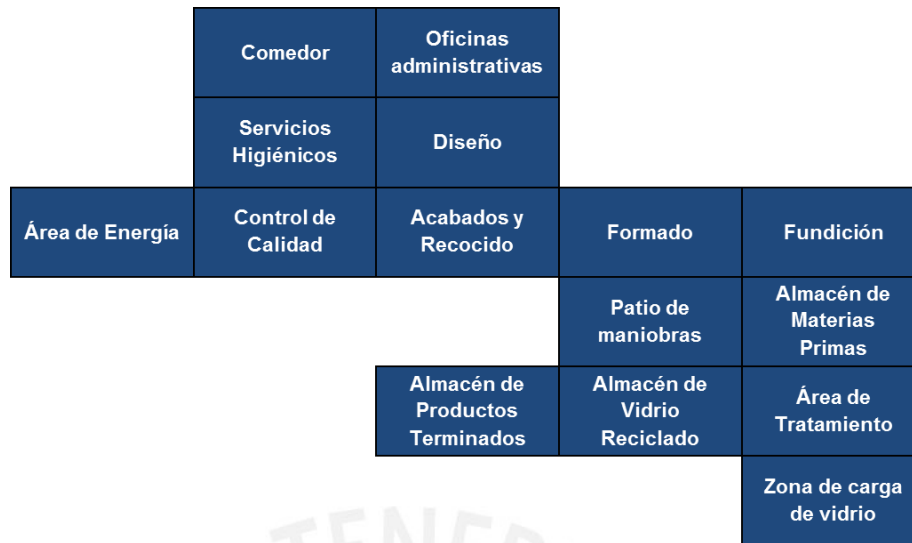 Comedor
Oficinas
administrativas
Servicios
Higiénicos
Diseño
Área de Energía
Control de
Calidad
Acabados y
Recocido
Formado
Fundición
Patio de
maniobras
Almacén de
Materias
Primas
Almacén de
Productos
Terminados
Almacén de
Vidrio
Reciclado
Área de
Tratamiento
Zona de carga
de vidrio